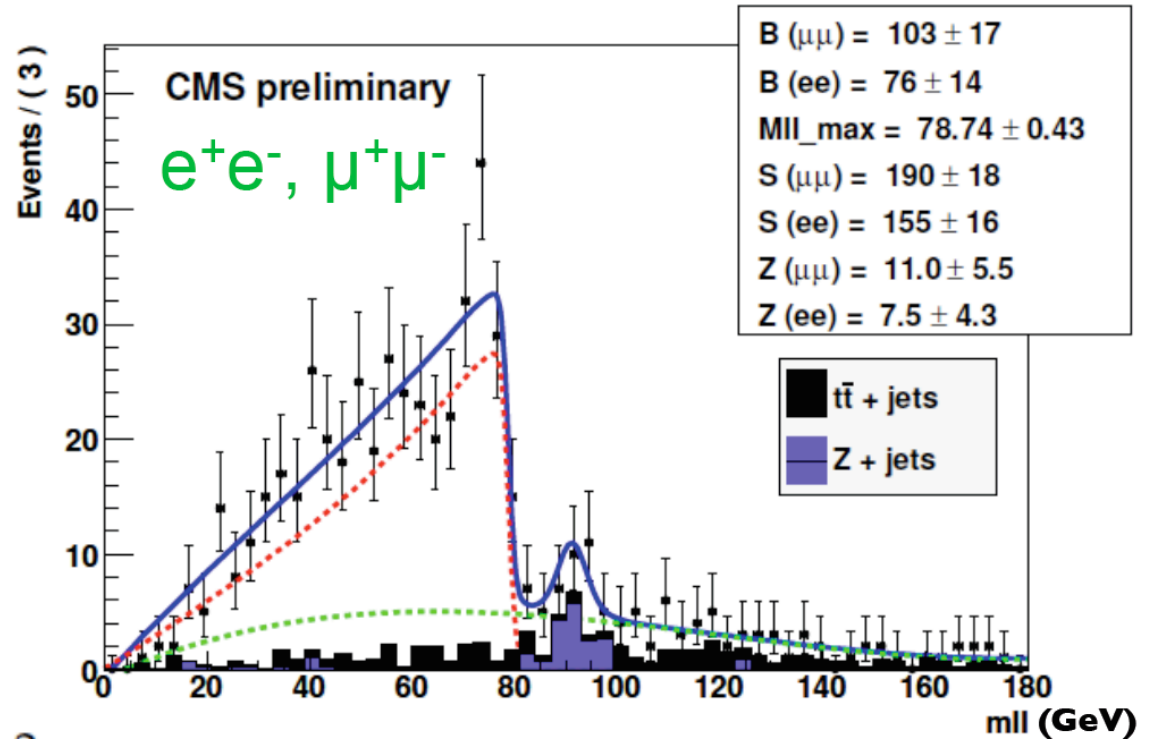 Events / ( 3 )
50
40
30
20
10
0
CMS preliminary
e⁺e⁻, μ⁺μ⁻
B (μμ) = 103 ± 17
B (ee) = 76 ± 14
Mll_max = 78.74 ± 0.43
S (μμ) = 190 ± 18
S (ee) = 155 ± 16
Z (μμ) = 11.0 ± 5.5
Z (ee) = 7.5 ± 4.3
tt̄ + jets
Z + jets
0 20 40 60 80 100 120 140 160 180
mll (GeV)